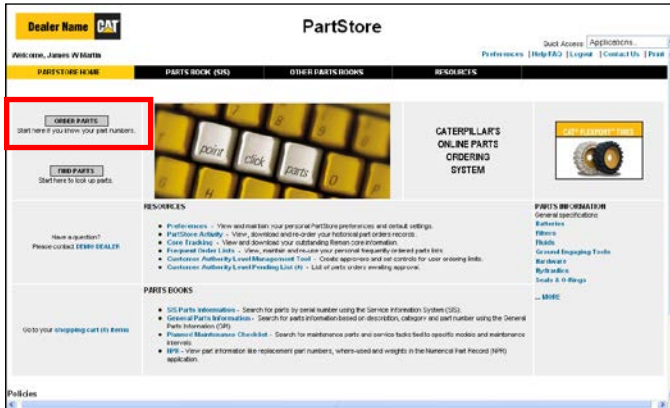 Dealer Name CAT
PartStore
Quick Access: Applications...
Welcome, James W Martin
Preferences | Help/FAQ | Logout | Contact Us | Print
PARTSTORE HOME
PARTS BOOK (SIS)
OTHER PARTS BOOKS
RESOURCES
ORDER PARTS
Start here if you know your part numbers.
FIND PARTS
Start here to look up parts.
point click parts
CATERPILLAR'S
ONLINE PARTS
ORDERING
SYSTEM
CAT® FLEXPORT™ TIRES
Have a question?
Please contact DEMO DEALER
RESOURCES
Preferences - View and maintain your personal PartStore preferences and default settings.
PartStore Activity - View, download and re-order your historical part orders records.
Core Tracking - View and download your outstanding Reman core information.
Frequent Order Lists - View, maintain and re-use your personal frequently ordered parts lists
Customer Authority Level Management Tool - Create approvers and set controls for user ordering limits.
Customer Authority Level Pending List (0) - List of parts orders awaiting approval.
PARTS INFORMATION
General specifications
Batteries
Filters
Fluids
Ground Engaging Tools
Hardware
Hydraulics
Seals & O-Rings
... MORE
Go to your shopping cart (0) items
PARTS BOOKS
SIS Parts Information - Search for parts by serial number using the Service Information System (SIS).
General Parts Information - Search for parts information based on description, category and part number using the General
Parts Information (GPI).
Planned Maintenance Checklist - Search for maintenance parts and service tasks tied to specific models and maintenance
intervals.
NPR - View part information like replacement part numbers, where-used and weights in the Numerical Part Record (NPR)
application.
Policies